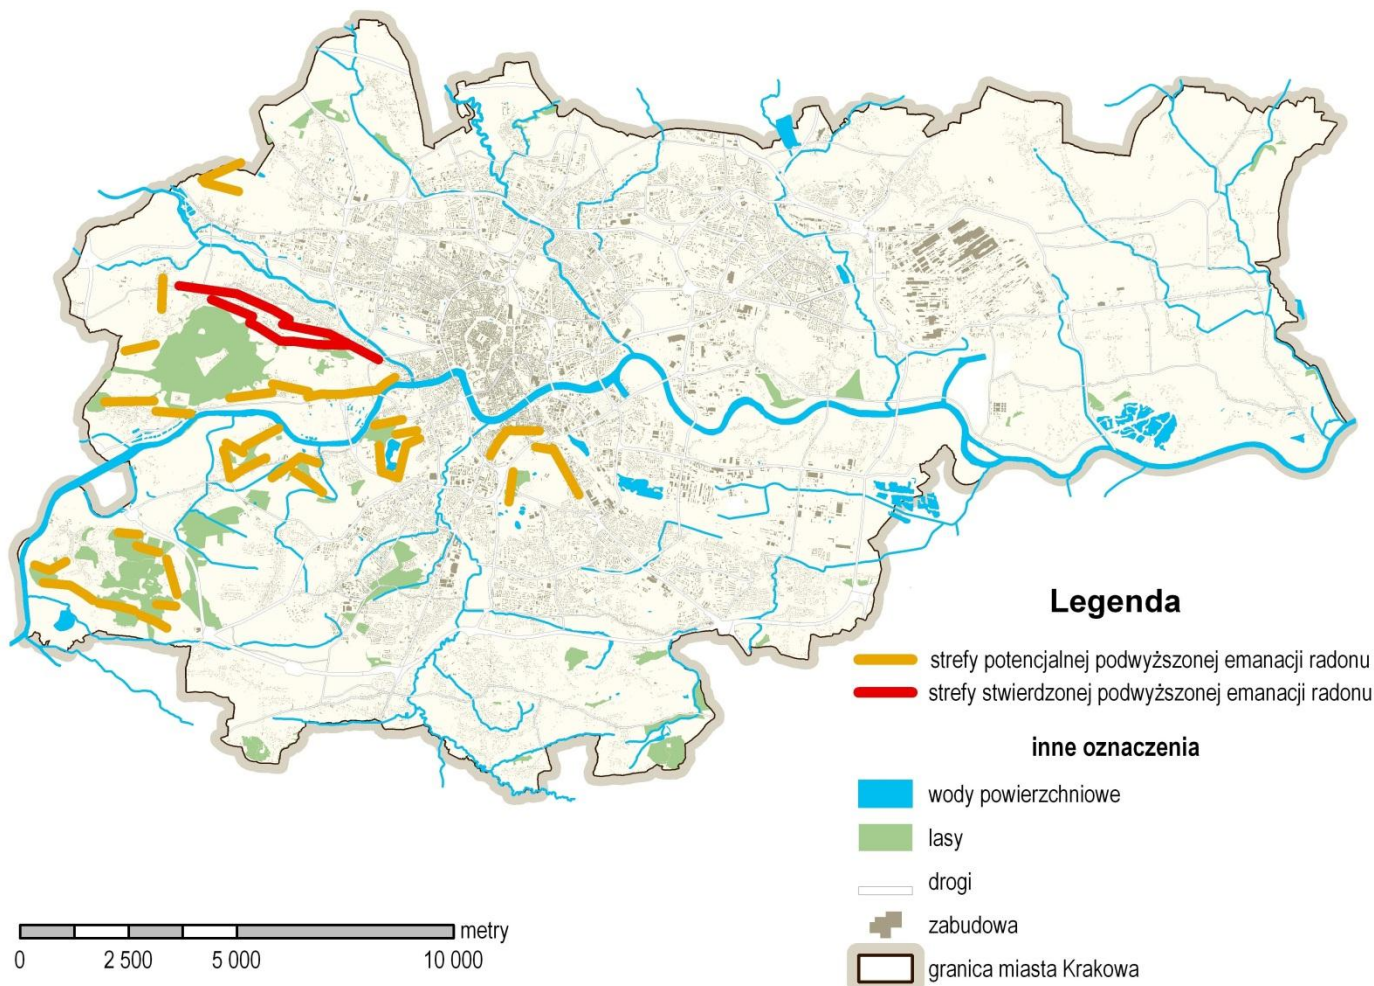 Legenda
strefy potencjalnej podwyższonej emanacji radonu
strefy stwierdzonej podwyższonej emanacji radonu
inne oznaczenia
wody powierzchniowe
lasy
drogi
zabudowa
granica miasta Krakowa
metry
0 2 500 5 000 10 000